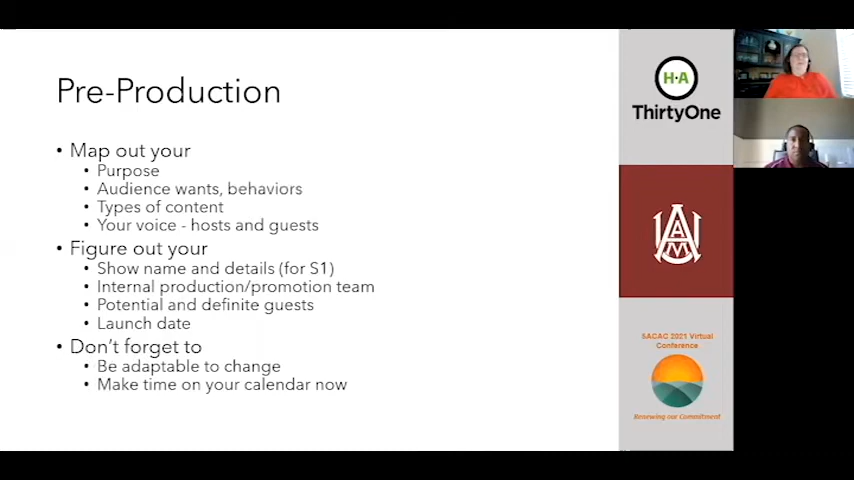 Pre-Production
• Map out your
• Purpose
• Audience wants, behaviors
• Types of content
• Your voice - hosts and guests
• Figure out your
• Show name and details (for S1)
• Internal production/promotion team
• Potential and definite guests
• Launch date
• Don't forget to
• Be adaptable to change
• Make time on your calendar now
H·A
ThirtyOne
AAMU
SACAC 2021 Virtual
Conference
Renewing our Commitment